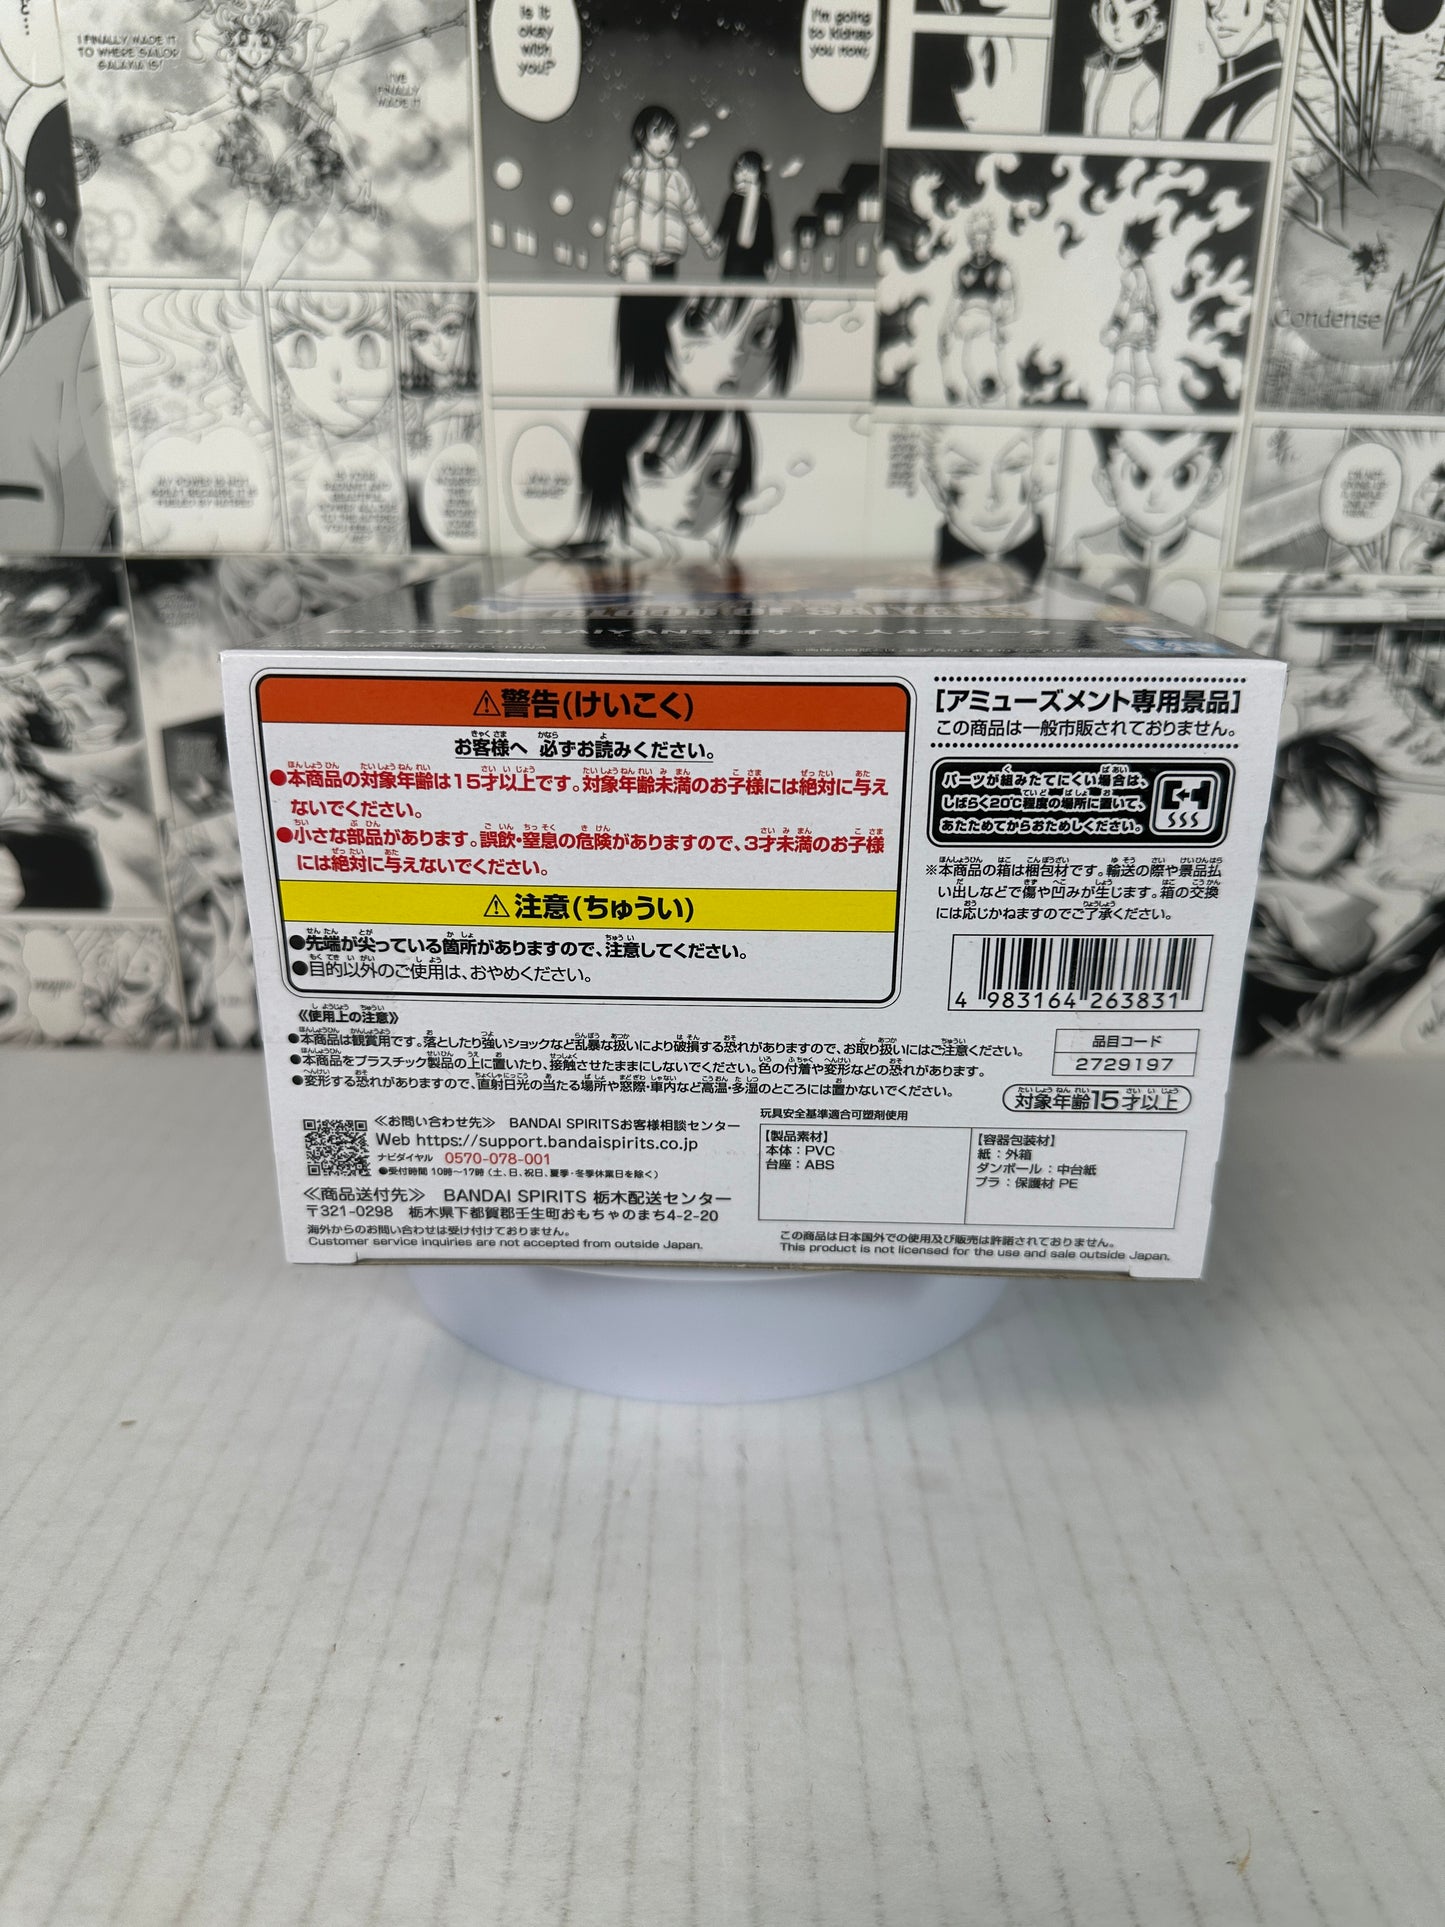 I FINALLY MADE IT
TO WHERE SAILOR
GALAXIA IS!
I'VE
FINALLY
MADE IT
Is it
okay
with
you?
I'm going
to kidnap
you now.
Condense
BLOOD OF SAIYANS-超サイヤ人4ゴジータ-
⚠警告(けいこく)
お客様へ 必ずお読みください。
●本商品の対象年齢は15才以上です。対象年齢未満のお子様には絶対に与え
ないでください。
●小さな部品があります。誤飲・窒息の危険がありますので、3才未満のお子様
には絶対に与えないでください。
⚠注意(ちゅうい)
●先端が尖っている箇所がありますので、注意してください。
●目的以外のご使用は、おやめください。
[アミューズメント専用景品]
この商品は一般市販されておりません。
パーツが組みたてにくい場合は、
しばらく20℃程度の場所に置いて、
あたためてからおためしください。
※本商品の箱は梱包材です。輸送の際や景品払
い出しなどで傷や凹みが生じます。箱の交換
には応じかねますのでご了承ください。
4 983164 263831
品目コード
2729197
対象年齢15才以上
《使用上の注意》
●本商品は観賞用です。落としたり強いショックなど乱暴な扱いにより破損する恐れがありますので、お取り扱いにはご注意ください。
●本商品をプラスチック製品の上に置いたり、接触させたままにしないでください。色の付着や変形などの恐れがあります。
●変形する恐れがありますので、直射日光の当たる場所や窓際・車内など高温・多湿のところには置かないでください。
≪お問い合わせ先≫ BANDAI SPIRITSお客様相談センター
Web https://support.bandaispirits.co.jp
ナビダイヤル 0570-078-001
●受付時間 10時～17時 (土、日、祝日、夏季・冬季休業日を除く)
≪商品送付先≫ BANDAI SPIRITS 栃木配送センター
〒321-0298 栃木県下都賀郡壬生町おもちゃのまち4-2-20
海外からのお問い合わせは受け付けておりません。
Customer service inquiries are not accepted from outside Japan.
玩具安全基準適合可塑剤使用
【製品素材】
本体：PVC
台座：ABS
【容器包装材】
紙：外箱
ダンボール：中台紙
プラ：保護材 PE
この商品は日本国外での使用及び販売は許諾されておりません。
This product is not licensed for the use and sale outside Japan.